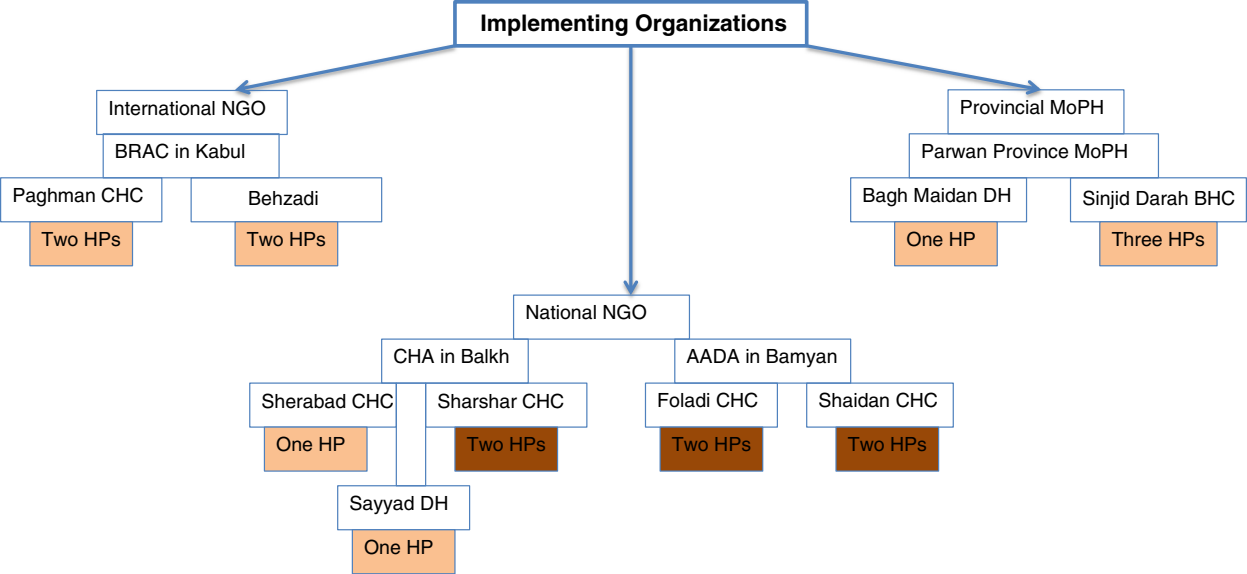 Implementing Organizations
International NGO
BRAC in Kabul
Paghman CHC
Behzadi
Two HPs
Two HPs
Provincial MoPH
Parwan Province MoPH
Bagh Maidan DH
Sinjid Darah BHC
One HP
Three HPs
National NGO
CHA in Balkh
AADA in Bamyan
Sherabad CHC
Sharshar CHC
Foladi CHC
Shaidan CHC
One HP
Two HPs
Two HPs
Two HPs
Sayyad DH
One HP